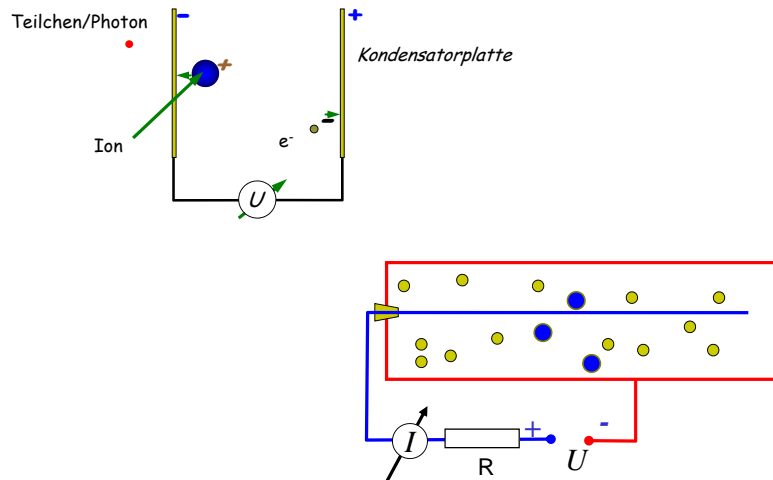 Teilchen/Photon
-
+
Kondensatorplatte
+
Ion
-
e-
U
I
R
+
-
U